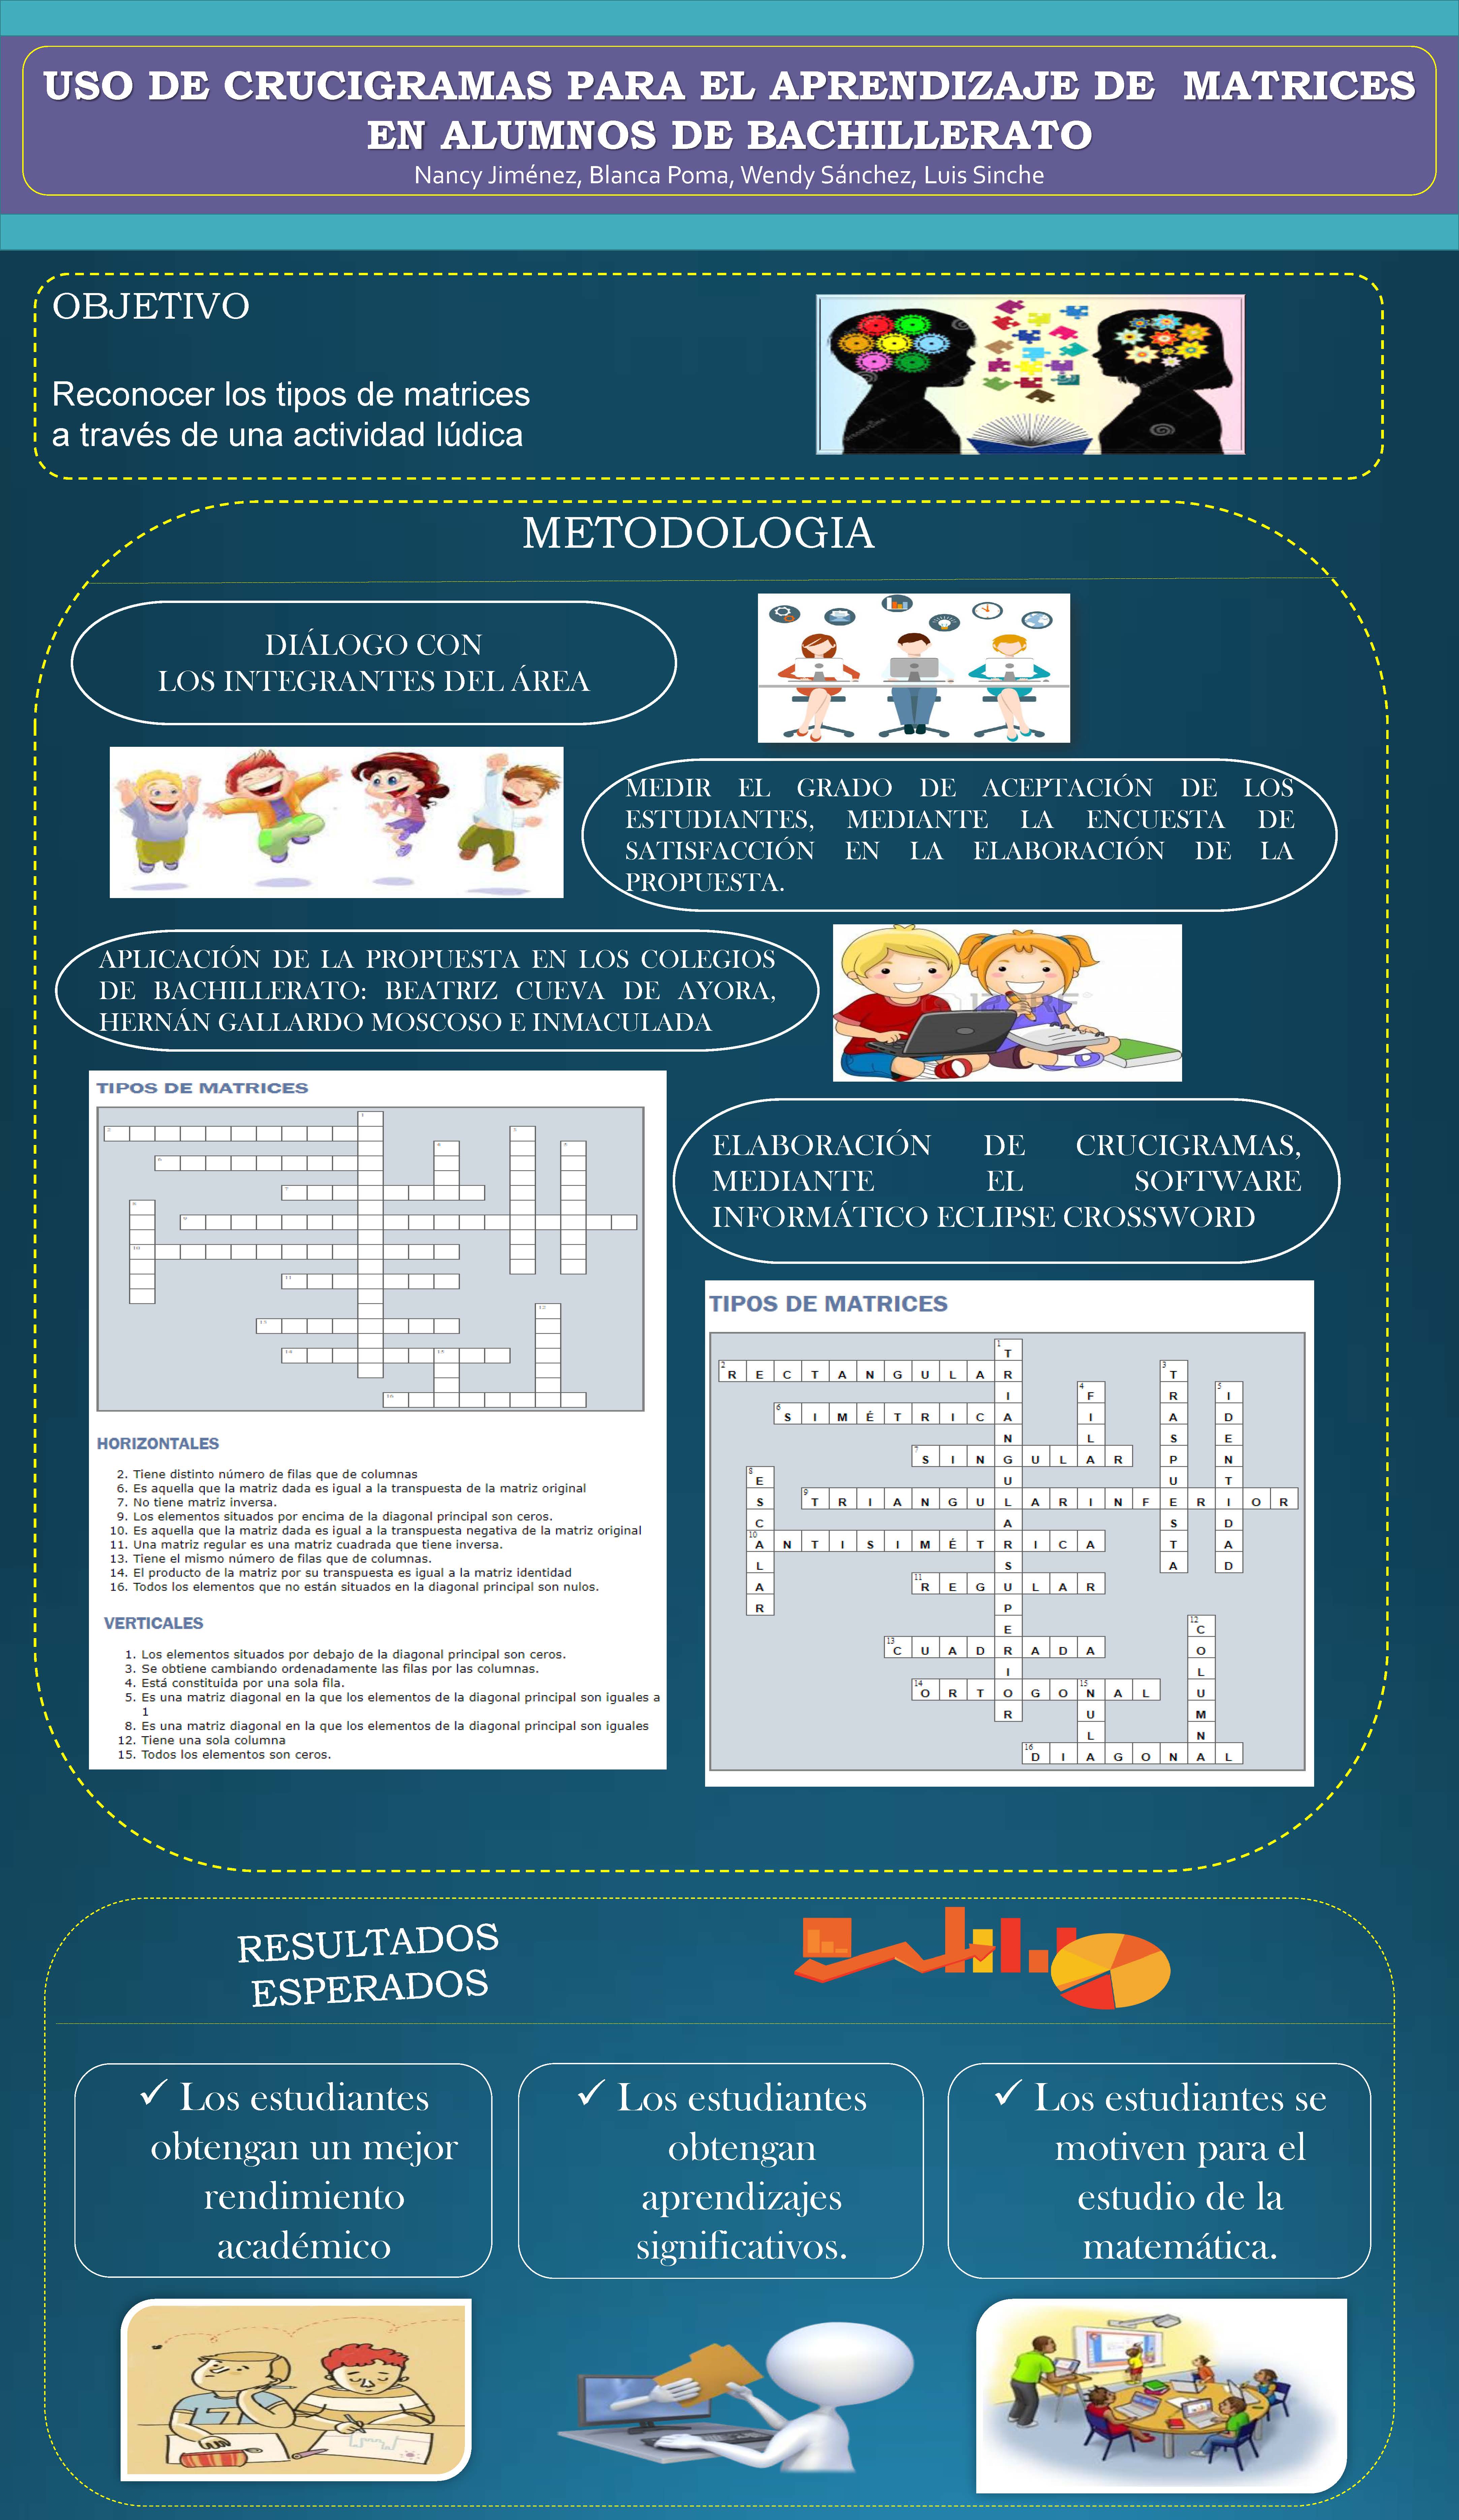 USO DE CRUCIGRAMAS PARA EL APRENDIZAJE DE MATRICES
EN ALUMNOS DE BACHILLERATO
Nancy Jiménez, Blanca Poma, Wendy Sánchez, Luis Sinche
OBJETIVO
Reconocer los tipos de matrices
a través de una actividad lúdica
METODOLOGIA
DIÁLOGO CON
LOS INTEGRANTES DEL ÁREA
MEDIR EL GRADO DE ACEPTACIÓN DE LOS
ESTUDIANTES, MEDIANTE LA ENCUESTA DE
SATISFACCIÓN EN LA ELABORACIÓN DE LA
PROPUESTA.
APLICACIÓN DE LA PROPUESTA EN LOS COLEGIOS
DE BACHILLERATO: BEATRIZ CUEVA DE AYORA,
HERNÁN GALLARDO MOSCOSO E INMACULADA
TIPOS DE MATRICES
HORIZONTALES
2. Tiene distinto número de filas que de columnas
6. Es aquella que la matriz dada es igual a la transpuesta de la matriz original
7. No tiene matriz inversa.
9. Los elementos situados por encima de la diagonal principal son ceros.
10. Es aquella que la matriz dada es igual a la transpuesta negativa de la matriz original
11. Una matriz regular es una matriz cuadrada que tiene inversa.
13. Tiene el mismo número de filas que de columnas.
14. El producto de la matriz por su transpuesta es igual a la matriz identidad
16. Todos los elementos que no están situados en la diagonal principal son nulos.
VERTICALES
1. Los elementos situados por debajo de la diagonal principal son ceros.
3. Se obtiene cambiando ordenadamente las filas por las columnas.
4. Está constituida por una sola fila.
5. Es una matriz diagonal en la que los elementos de la diagonal principal son iguales a
1
8. Es una matriz diagonal en la que los elementos de la diagonal principal son iguales
12. Tiene una sola columna
15. Todos los elementos son ceros.
ELABORACIÓN DE CRUCIGRAMAS,
MEDIANTE EL SOFTWARE
INFORMÁTICO ECLIPSE CROSSWORD
TIPOS DE MATRICES
1 TRIANGULARSUPERIOR
2 RECTANGULAR
3 TRASPUESTA
4 FILA
5 IDENTIDAD
6 SIMÉTRICA
7 SINGULAR
8 ESCALAR
9 TRIANGULARINFERIOR
10 ANTISIMÉTRICA
11 REGULAR
12 COLUMNA
13 CUADRADA
14 ORTOGONAL
15 NULA
16 DIAGONAL
RESULTADOS
ESPERADOS
✓ Los estudiantes
obtengan un mejor
rendimiento
académico
✓ Los estudiantes
obtengan
aprendizajes
significativos.
✓ Los estudiantes se
motiven para el
estudio de la
matemática.